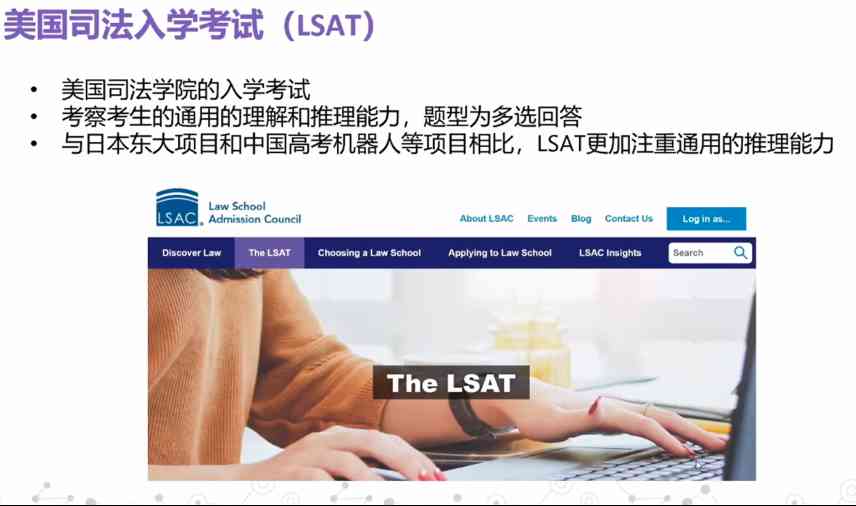 美国司法入学考试（LSAT）
• 美国司法学院的入学考试
• 考察考生的通用的理解和推理能力，题型为多选回答
• 与日本东大项目和中国高考机器人等项目相比，LSAT更加注重通用的推理能力
LSAC
Law School
Admission Council
About LSAC Events Blog Contact Us Log in as...
Discover Law The LSAT Choosing a Law School Applying to Law School LSAC Insights Search
The LSAT